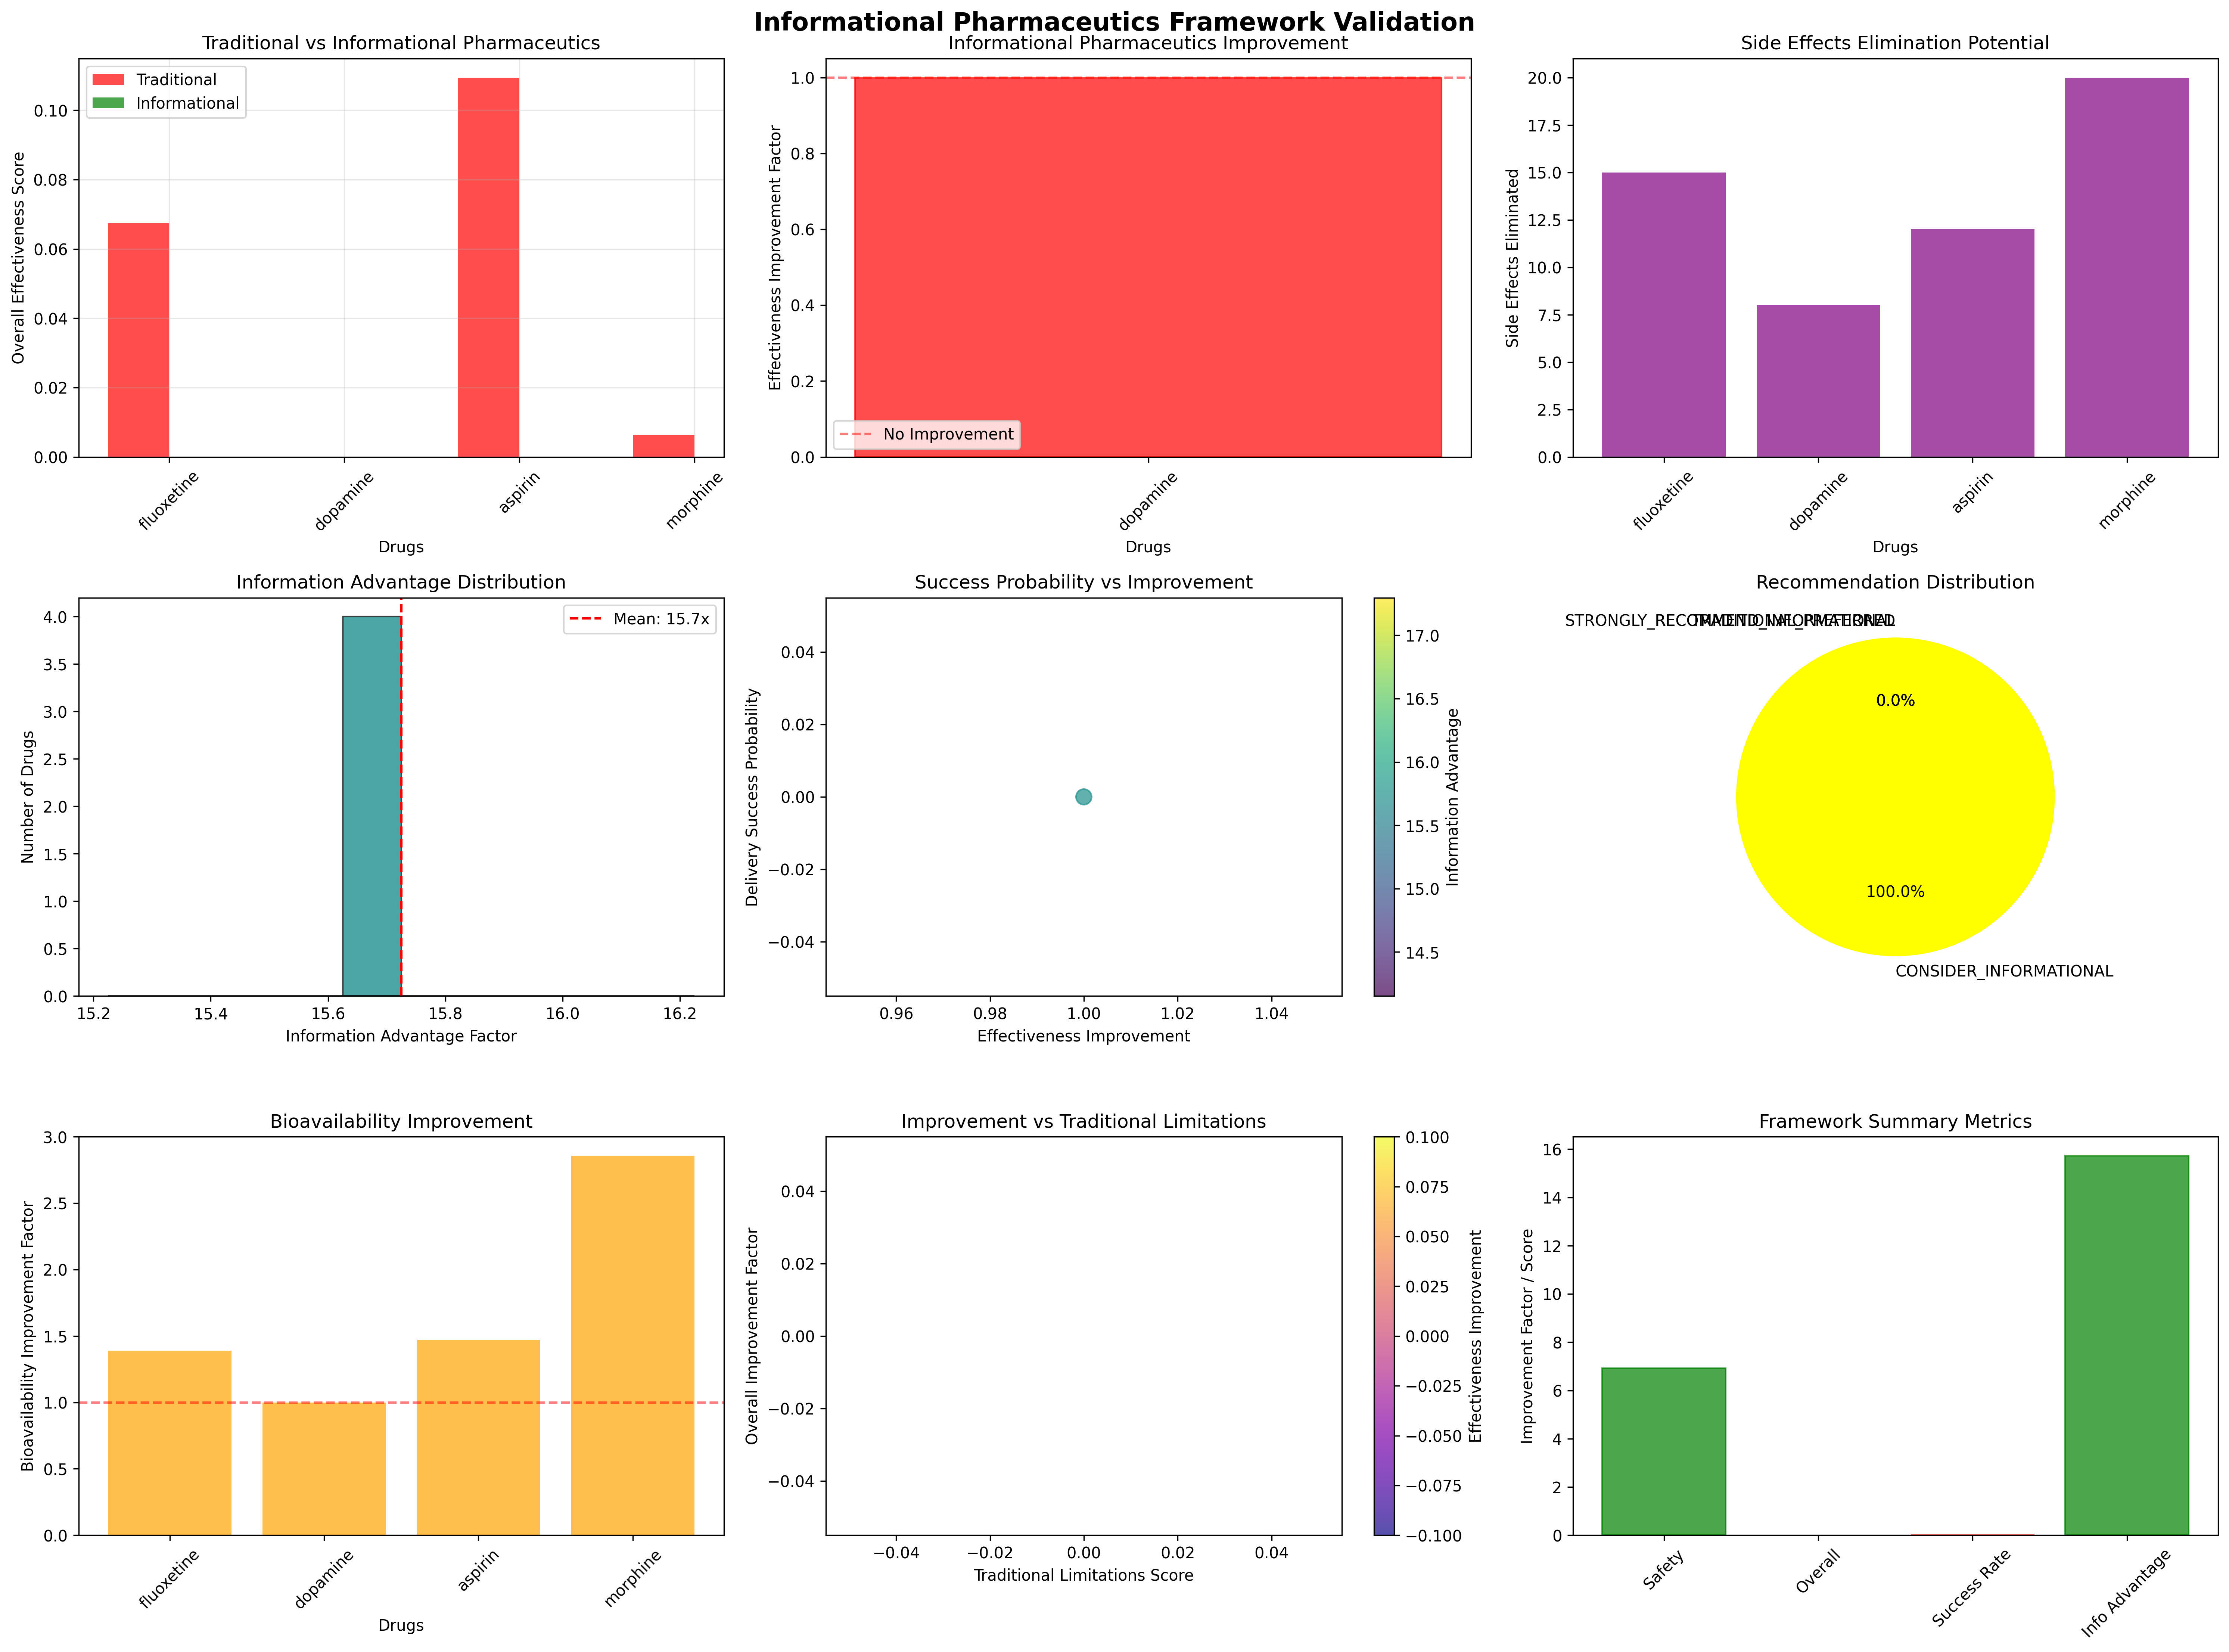 Informational Pharmaceutics Framework Validation
Traditional vs Informational Pharmaceutics
Traditional
Informational
Overall Effectiveness Score
0.10
0.08
0.06
0.04
0.02
0.00
fluoxetine
dopamine
aspirin
morphine
Drugs
Informational Pharmaceutics Improvement
Effectiveness Improvement Factor
1.0
0.8
0.6
0.4
0.2
0.0
No Improvement
dopamine
Drugs
Side Effects Elimination Potential
Side Effects Eliminated
20.0
17.5
15.0
12.5
10.0
7.5
5.0
2.5
0.0
fluoxetine
dopamine
aspirin
morphine
Drugs
Information Advantage Distribution
Mean: 15.7x
Number of Drugs
4.0
3.5
3.0
2.5
2.0
1.5
1.0
0.5
0.0
15.2
15.4
15.6
15.8
16.0
16.2
Information Advantage Factor
Success Probability vs Improvement
Delivery Success Probability
0.04
0.02
0.00
−0.02
−0.04
0.96
0.98
1.00
1.02
1.04
Effectiveness Improvement
17.0
16.5
16.0
15.5
15.0
14.5
Information Advantage
Recommendation Distribution
STRONGLY_RECOMMEND_INFORMATIONAL
TRADITIONAL_PREFERRED
0.0%
100.0%
CONSIDER_INFORMATIONAL
Bioavailability Improvement
Bioavailability Improvement Factor
3.0
2.5
2.0
1.5
1.0
0.5
0.0
fluoxetine
dopamine
aspirin
morphine
Drugs
Improvement vs Traditional Limitations
Overall Improvement Factor
0.04
0.02
0.00
−0.02
−0.04
−0.04
−0.02
0.00
0.02
0.04
Traditional Limitations Score
0.100
0.075
0.050
0.025
0.000
−0.025
−0.050
−0.075
−0.100
Effectiveness Improvement
Framework Summary Metrics
Improvement Factor / Score
16
14
12
10
8
6
4
2
0
Safety
Overall
Success Rate
Info Advantage